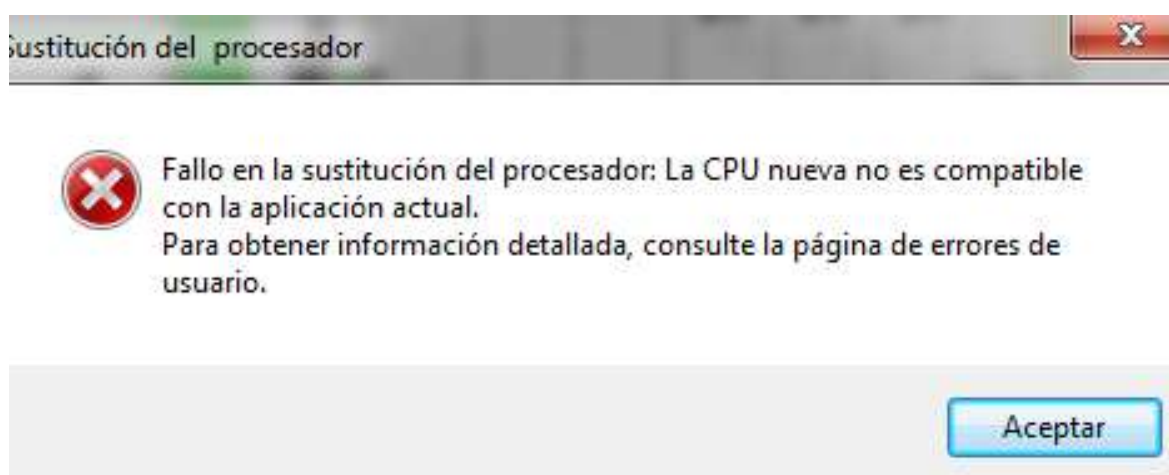 Sustitución del  procesador
Fallo en la sustitución del procesador: La CPU nueva no es compatible
con la aplicación actual.
Para obtener información detallada, consulte la página de errores de
usuario.
Aceptar